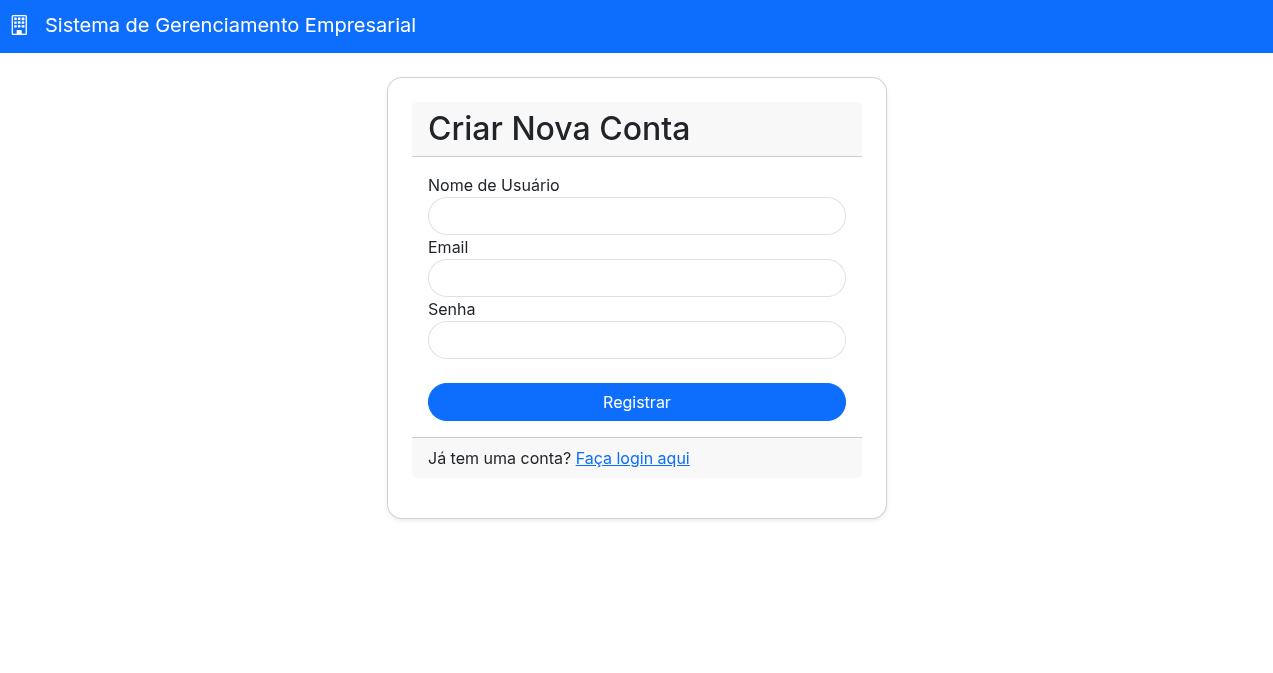 Sistema de Gerenciamento Empresarial
Criar Nova Conta
Nome de Usuário
Email
Senha
Registrar
Já tem uma conta? Faça login aqui